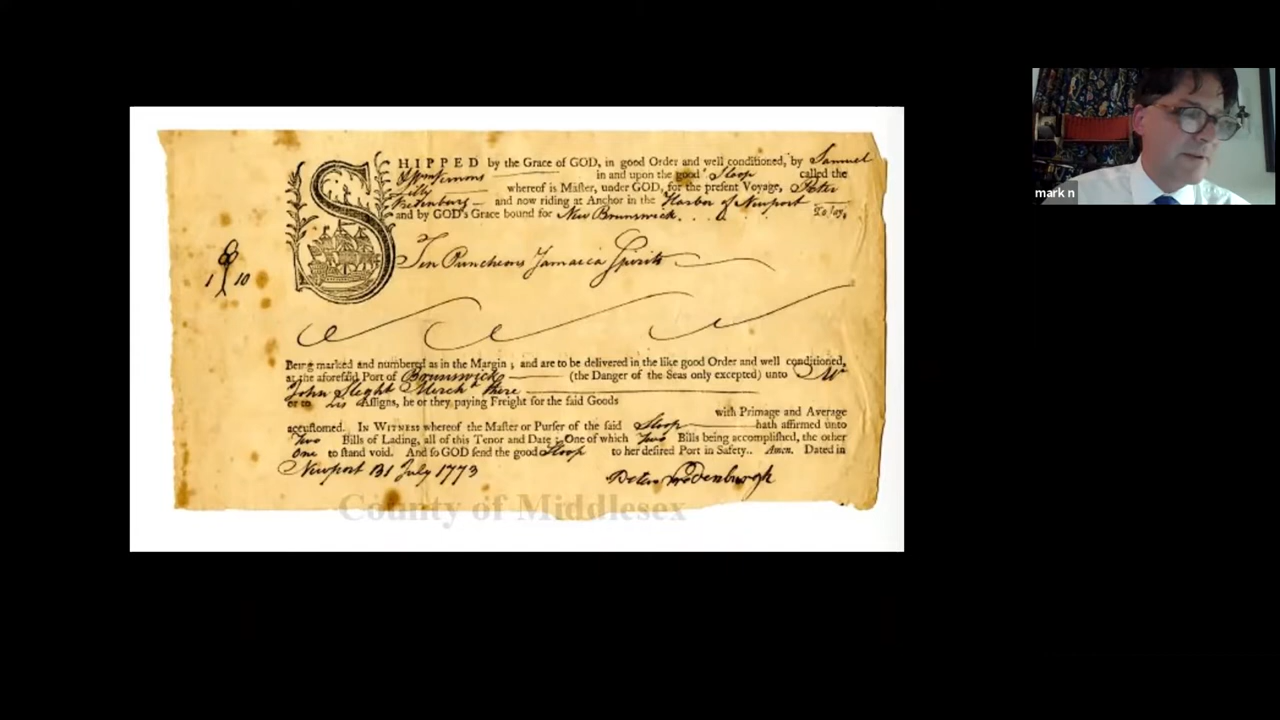 SHIPPED by the Grace of GOD, in good Order and well conditioned, by Samuel
in and upon the good Sloop called the
whereof is Maſter, under GOD, for the preſent Voyage, Peter
and now riding at Anchor in the Harbor of Newport
and by GOD's Grace bound for New Brunswick.
Ten Puncheons Jamaica Spirits
1 10
Being marked and numbered as in the Margin; and are to be delivered in the like good Order and well conditioned,
at the aforeſaid Port of Brunswick (the Danger of the Seas only excepted) unto Mr
John Sleght Merch.t there
or to his Aſſigns, he or they paying Freight for the ſaid Goods
with Primage and Average
accuſtomed. IN WITNESS whereof the Maſter or Purſer of the ſaid Sloop hath affirmed unto
Two Bills of Lading, all of this Tenor and Date; One of which Two Bills being accompliſhed, the other
One to ſtand void. And ſo GOD ſend the good Sloop to her deſired Port in Safety.. Amen. Dated in
Newport July 1773
County of Middlesex
mark n